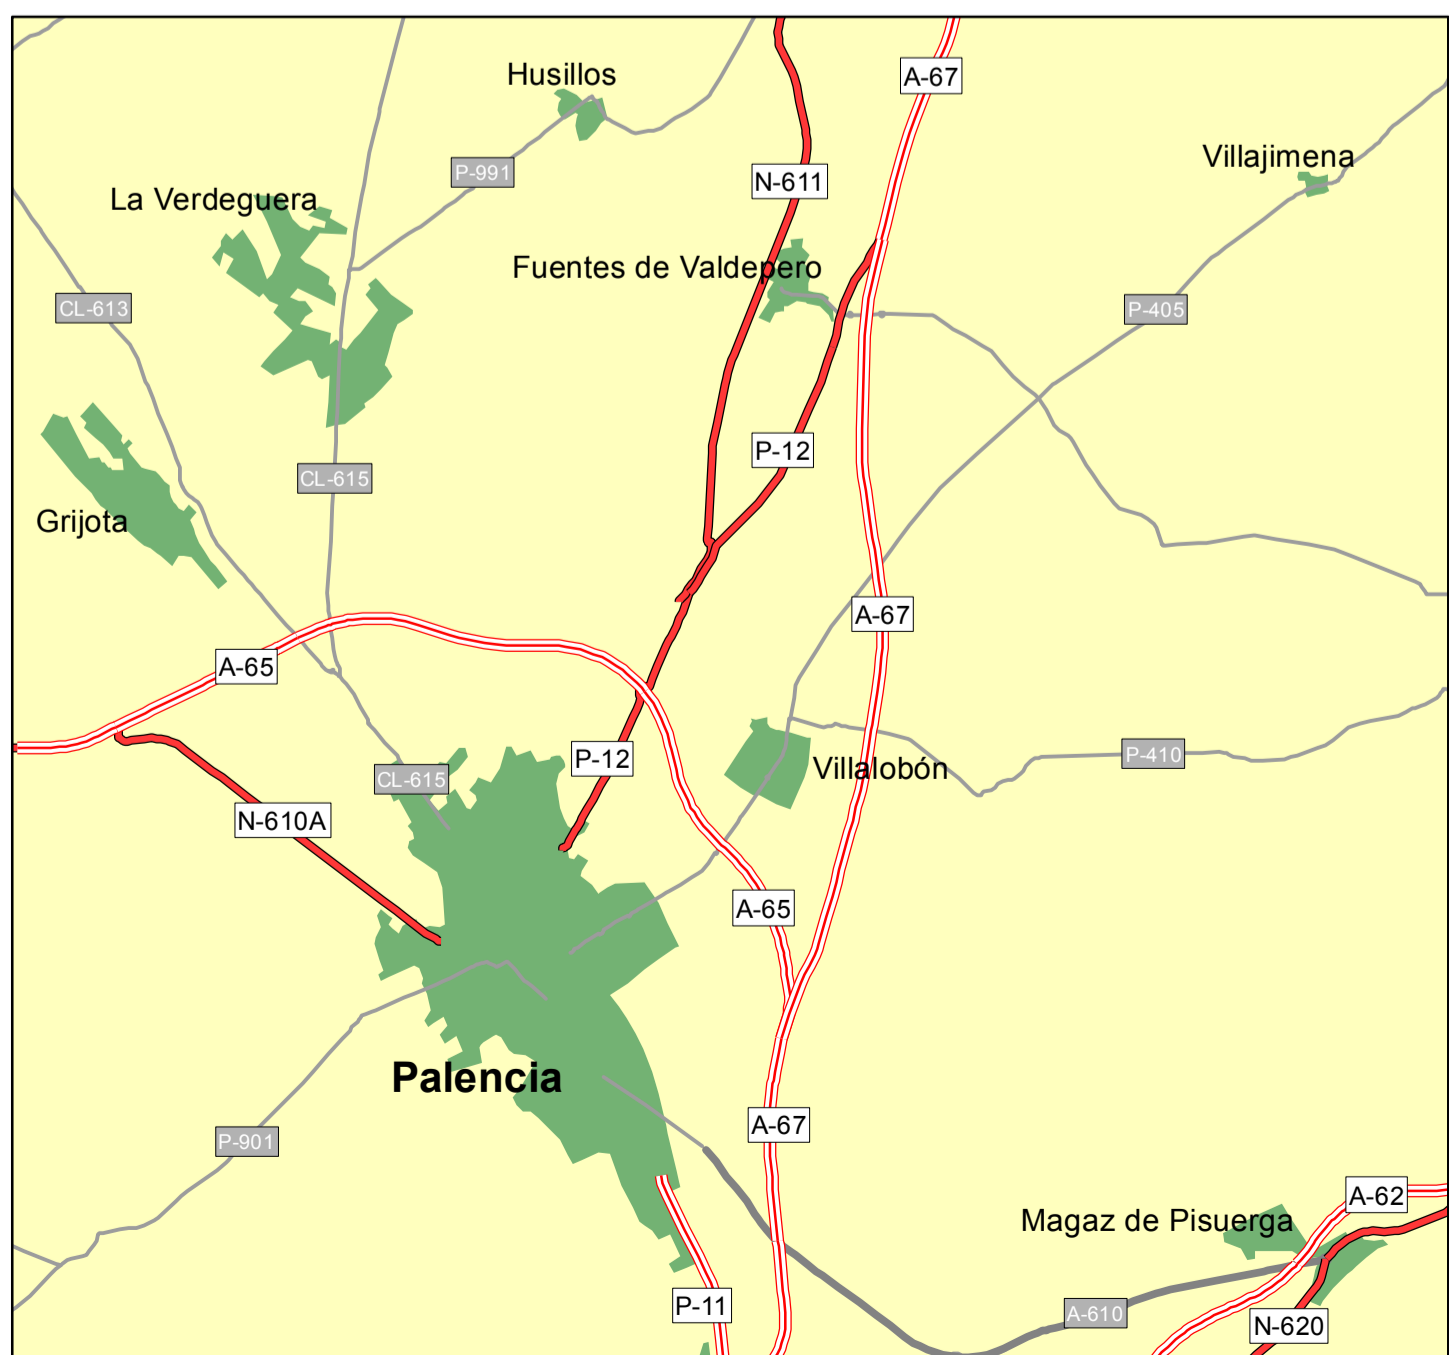 Husillos
A-67
Villajimena
P-991
N-611
La Verdeguera
Fuentes de Valdepero
CL-613
P-405
P-12
CL-615
Grijota
A-67
A-65
P-12
P-410
Villalobón
CL-615
N-610A
A-65
Palencia
A-67
P-901
A-62
Magaz de Pisuerga
P-11
A-610
N-620